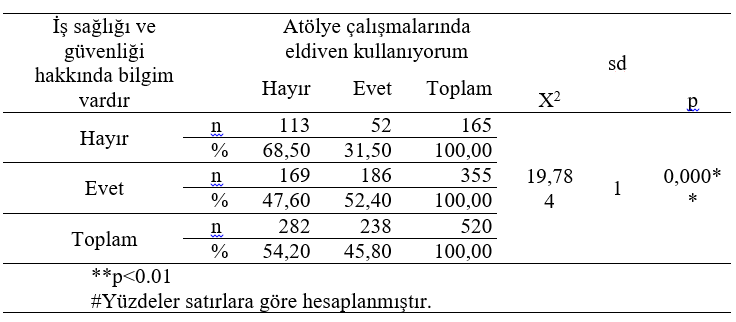 İş sağlığı ve güvenliği hakkında bilgim vardır
Atölye çalışmalarında eldiven kullanıyorum
X2 sd p
Hayır Evet Toplam
Hayır n 113 52 165
% 68,50 31,50 100,00
Evet n 169 186 355
% 47,60 52,40 100,00
Toplam n 282 238 520
% 54,20 45,80 100,00
19,784 1 0,000**
**p<0.01
#Yüzdeler satırlara göre hesaplanmıştır.